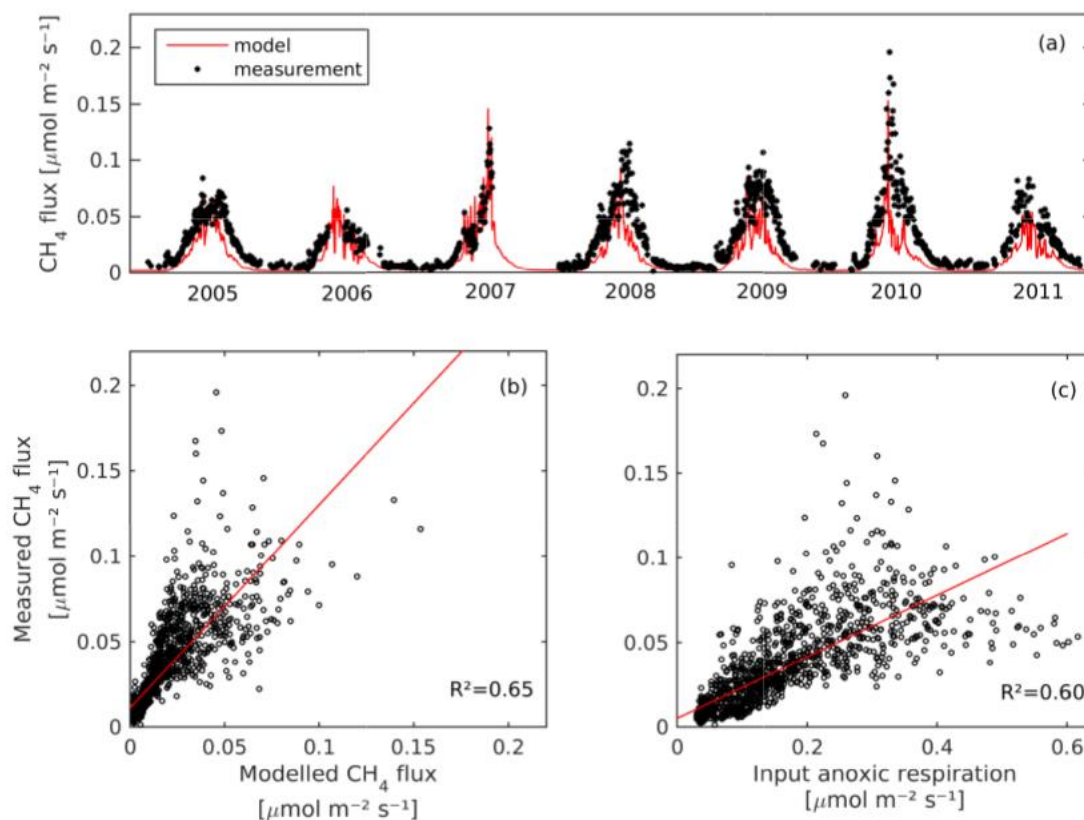 CH₄ flux [μmol m⁻² s⁻¹]
0.2
0.15
0.1
0.05
0
model
measurement
(a)
2005 2006 2007 2008 2009 2010 2011
Measured CH₄ flux
[μmol m⁻² s⁻¹]
0.2
0.15
0.1
0.05
0
(b)
R²=0.65
0 0.05 0.1 0.15 0.2
Modelled CH₄ flux
[μmol m⁻² s⁻¹]
0.2
0.15
0.1
0.05
0
(c)
R²=0.60
0 0.2 0.4 0.6
Input anoxic respiration
[μmol m⁻² s⁻¹]